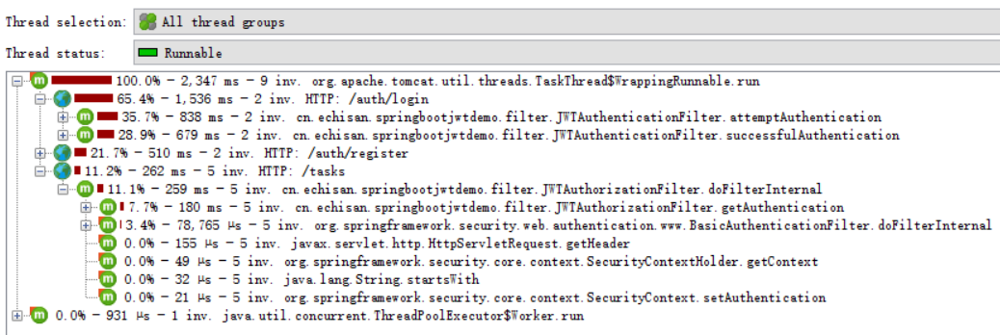 Thread selection: All thread groups
Thread status: Runnable
m 100.0% - 2,347 ms - 9 inv. org.apache.tomcat.util.threads.TaskThread$WrappingRunnable.run
65.4% - 1,536 ms - 2 inv. HTTP: /auth/login
m 35.7% - 838 ms - 2 inv. cn.echisan.springbootjwtdemo.filter.JWTAuthenticationFilter.attemptAuthentication
m 28.9% - 679 ms - 2 inv. cn.echisan.springbootjwtdemo.filter.JWTAuthenticationFilter.successfulAuthentication
21.7% - 510 ms - 2 inv. HTTP: /auth/register
11.2% - 262 ms - 5 inv. HTTP: /tasks
m 11.1% - 259 ms - 5 inv. cn.echisan.springbootjwtdemo.filter.JWTAuthorizationFilter.doFilterInternal
m 7.7% - 180 ms - 5 inv. cn.echisan.springbootjwtdemo.filter.JWTAuthorizationFilter.getAuthentication
m 3.4% - 78,765 µs - 5 inv. org.springframework.security.web.authentication.www.BasicAuthenticationFilter.doFilterInternal
m 0.0% - 155 µs - 5 inv. javax.servlet.http.HttpServletRequest.getHeader
m 0.0% - 49 µs - 5 inv. org.springframework.security.core.context.SecurityContextHolder.getContext
m 0.0% - 32 µs - 5 inv. java.lang.String.startsWith
m 0.0% - 21 µs - 5 inv. org.springframework.security.core.context.SecurityContext.setAuthentication
m 0.0% - 931 µs - 1 inv. java.util.concurrent.ThreadPoolExecutor$Worker.run